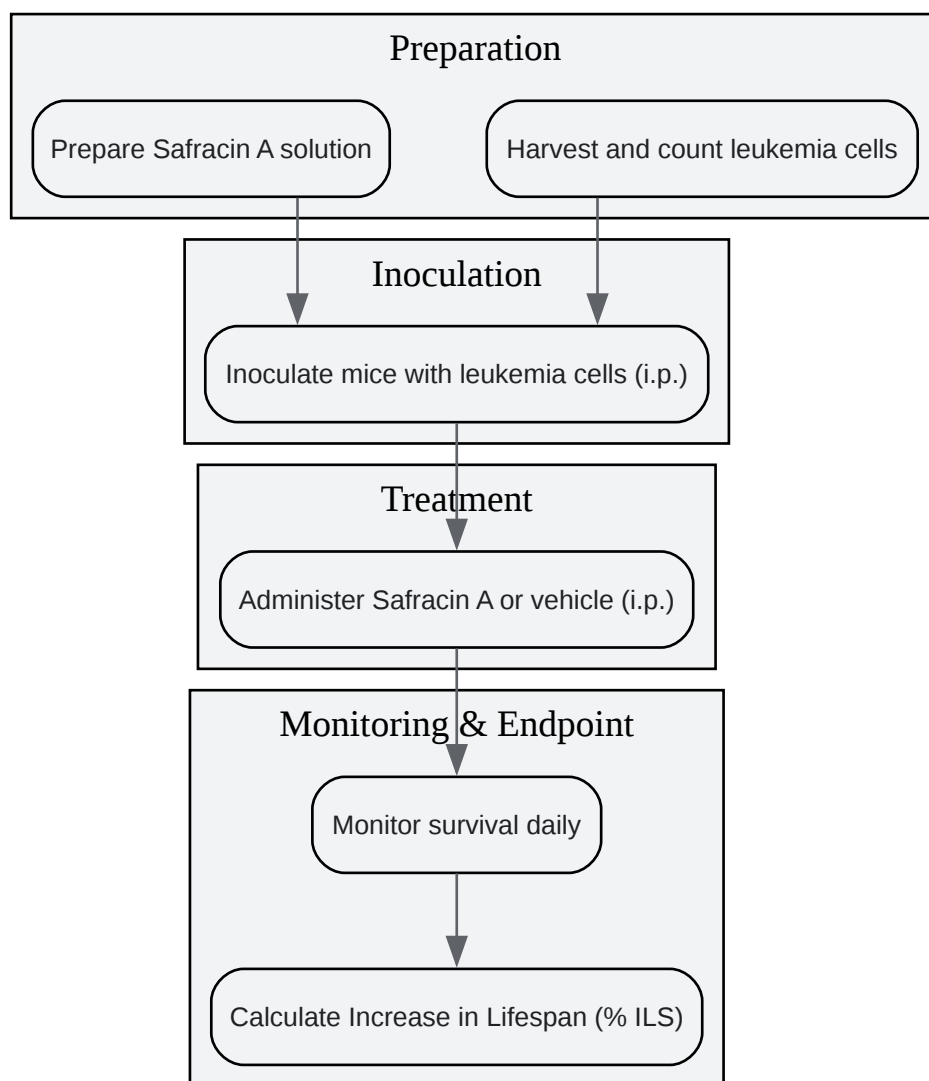 Preparation
Prepare Safracin A solution
Harvest and count leukemia cells
Inoculation
Inoculate mice with leukemia cells (i.p.)
Treatment
Administer Safracin A or vehicle (i.p.)
Monitoring & Endpoint
Monitor survival daily
Calculate Increase in Lifespan (% ILS)